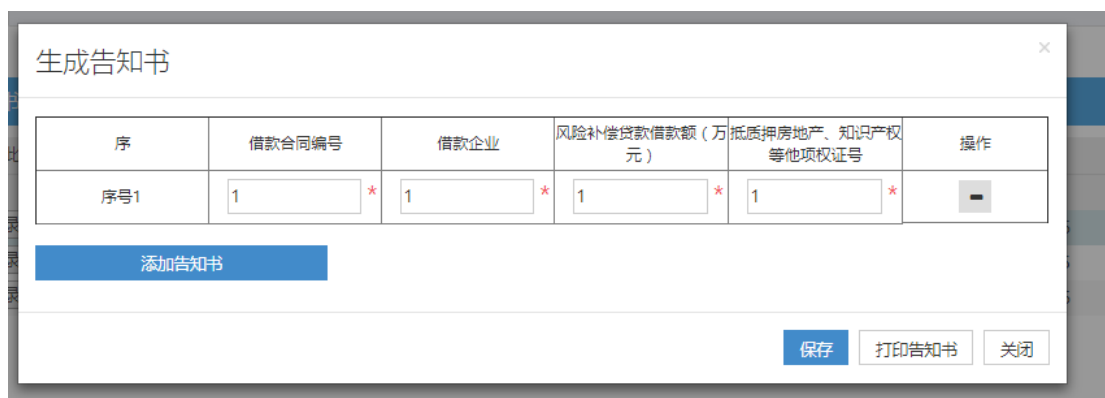 生成告知书
×
序
借款合同编号
借款企业
风险补偿贷款借款额（万
元）
抵质押房地产、知识产权
等他项权证号
操作
序号1
1
*
1
*
1
*
1
*
添加告知书
保存
打印告知书
关闭